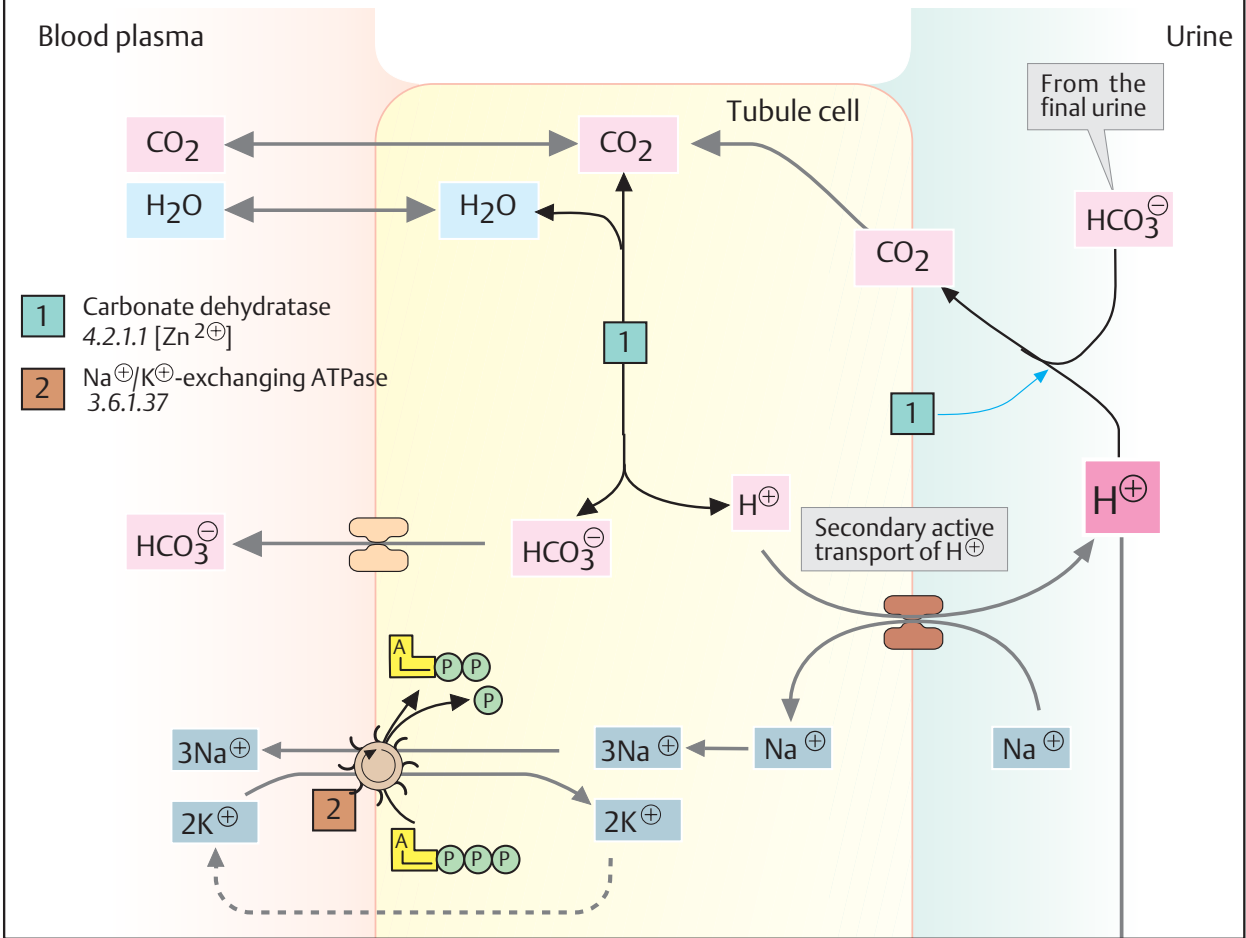 Blood plasma
Urine
From the
final urine
Tubule cell
CO2
CO2
H2O
H2O
HCO3⊖
CO2
1
Carbonate dehydratase
4.2.1.1 [Zn2⊕]
1
2
Na⊕/K⊕-exchanging ATPase
3.6.1.37
1
H⊕
H⊕
Secondary active
transport of H⊕
HCO3⊖
HCO3⊖
A
P P
P
3Na⊕
3Na⊕
Na⊕
Na⊕
2
2K⊕
2K⊕
A
P P P